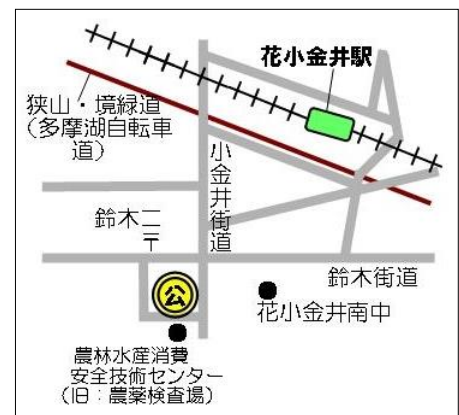 花小金井駅
狭山・境緑道
(多摩湖自転車
道)
小金井街道
鈴木二〒
鈴木街道
公
花小金井南中
農林水産消費
安全技術センター
(旧:農薬検査場)